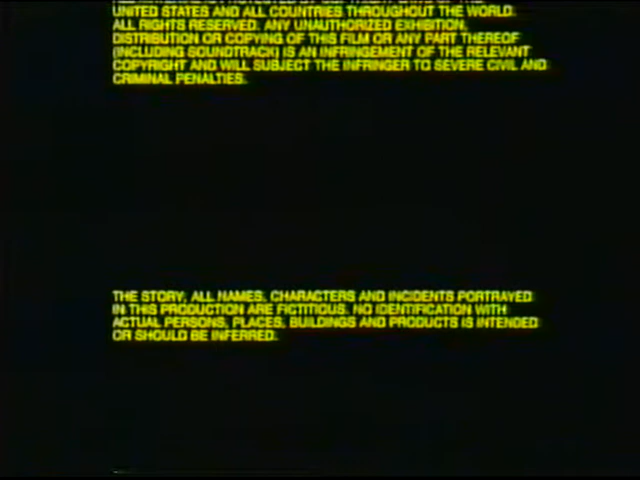 UNITED STATES AND ALL COUNTRIES THROUGHOUT THE WORLD.
ALL RIGHTS RESERVED. ANY UNAUTHORIZED EXHIBITION,
DISTRIBUTION OR COPYING OF THIS FILM OR ANY PART THEREOF
(INCLUDING SOUNDTRACK) IS AN INFRINGEMENT OF THE RELEVANT
COPYRIGHT AND WILL SUBJECT THE INFRINGER TO SEVERE CIVIL AND
CRIMINAL PENALTIES.
THE STORY, ALL NAMES, CHARACTERS AND INCIDENTS PORTRAYED
IN THIS PRODUCTION ARE FICTITIOUS. NO IDENTIFICATION WITH
ACTUAL PERSONS, PLACES, BUILDINGS AND PRODUCTS IS INTENDED
OR SHOULD BE INFERRED.